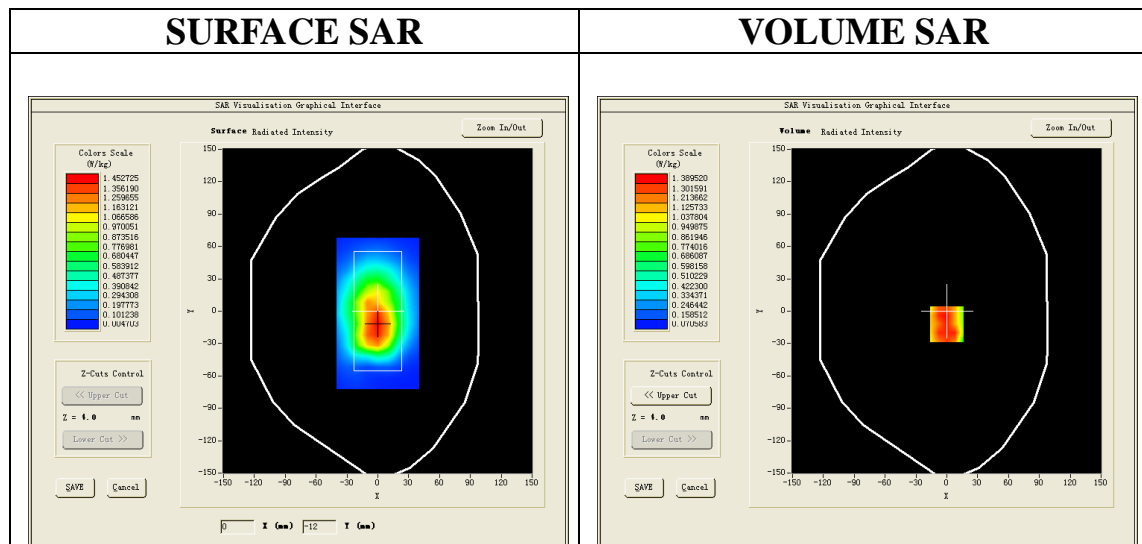 SURFACE SAR
VOLUME SAR
SAR Visualisation Graphical Interface
Surface Radiated Intensity
Zoom In/Out
Colors Scale
(W/kg)
1.452725
1.356190
1.259655
1.163121
1.066586
0.970051
0.873516
0.776981
0.680447
0.583912
0.487377
0.390842
0.294308
0.197773
0.101238
0.004703
Z-Cuts Control
<< Upper Cut
Z = 4.0 mm
Lower Cut >>
SAVE Cancel
150
120
90
60
30
0
-30
-60
-90
-120
-150
Y
-150 -120 -90 -60 -30 0 30 60 90 120 150
X
0 X (mm) -12 Y (mm)
SAR Visualisation Graphical Interface
Volume Radiated Intensity
Zoom In/Out
Colors Scale
(W/kg)
1.389520
1.301591
1.213662
1.125733
1.037804
0.949875
0.861946
0.774016
0.686087
0.598158
0.510229
0.422300
0.334371
0.246442
0.158512
0.070583
Z-Cuts Control
<< Upper Cut
Z = 4.0 mm
Lower Cut >>
SAVE Cancel
150
120
90
60
30
0
-30
-60
-90
-120
-150
Y
-150 -120 -90 -60 -30 0 30 60 90 120 150
X